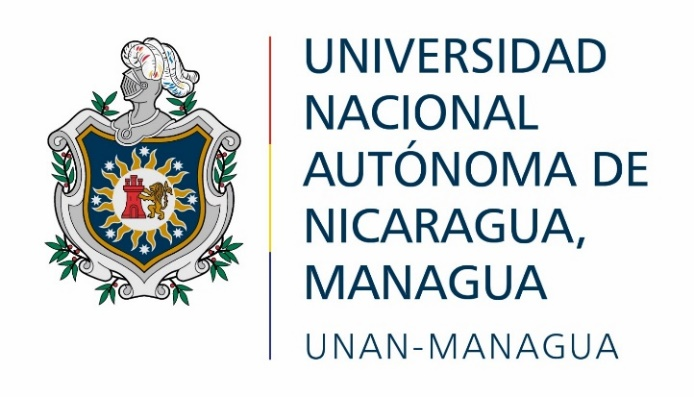 UNIVERSIDAD
NACIONAL
AUTÓNOMA DE
NICARAGUA,
MANAGUA
UNAN-MANAGUA